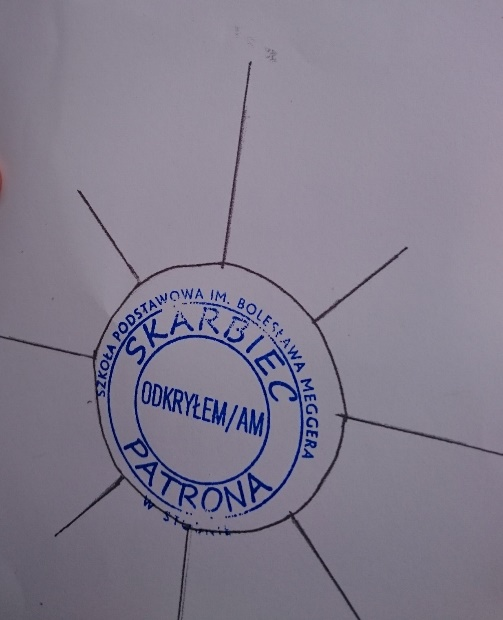 SZKOŁA PODSTAWOWA IM. BOLESŁAWA MEGGERA
SKARBIEC
ODKRYŁEM/AM
PATRONA
W